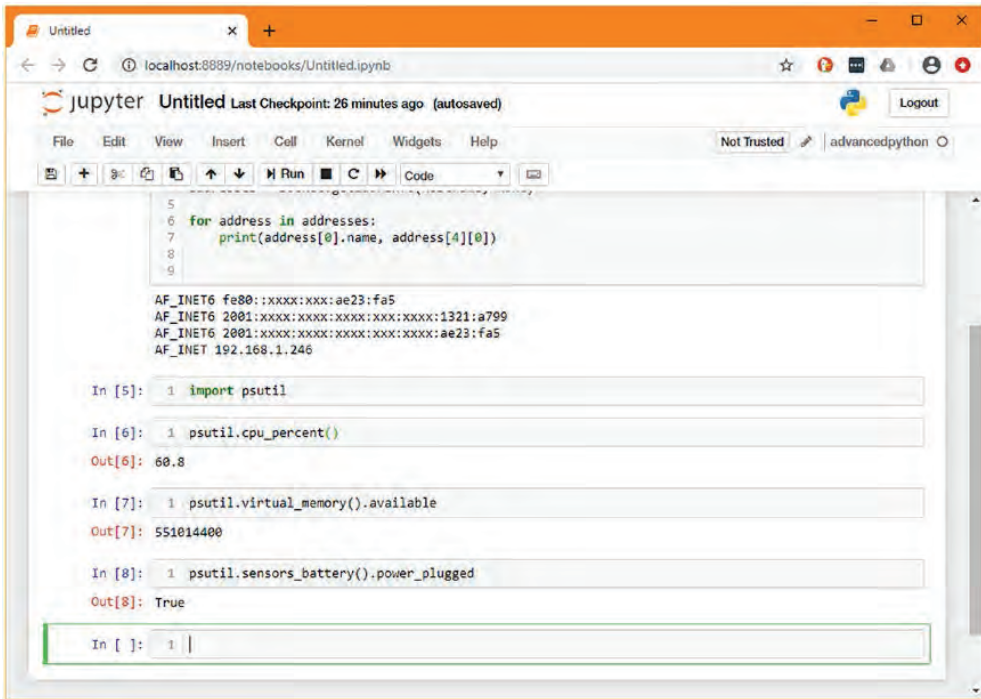 Untitled
localhost:8889/notebooks/Untitled.ipynb
jupyter Untitled Last Checkpoint: 26 minutes ago (autosaved)
Logout
File Edit View Insert Cell Kernel Widgets Help
Not Trusted advancedpython
Run Code
5
6 for address in addresses:
7 print(address[0].name, address[4][0])
8
9
AF_INET6 fe80::xxxx:xxx:ae23:fa5
AF_INET6 2001:xxxx:xxxx:xxxx:xxx:xxxx:1321:a799
AF_INET6 2001:xxxx:xxxx:xxxx:xxx:xxxx:ae23:fa5
AF_INET 192.168.1.246
In [5]: 1 import psutil
In [6]: 1 psutil.cpu_percent()
Out[6]: 60.8
In [7]: 1 psutil.virtual_memory().available
Out[7]: 551014400
In [8]: 1 psutil.sensors_battery().power_plugged
Out[8]: True
In [ ]: 1